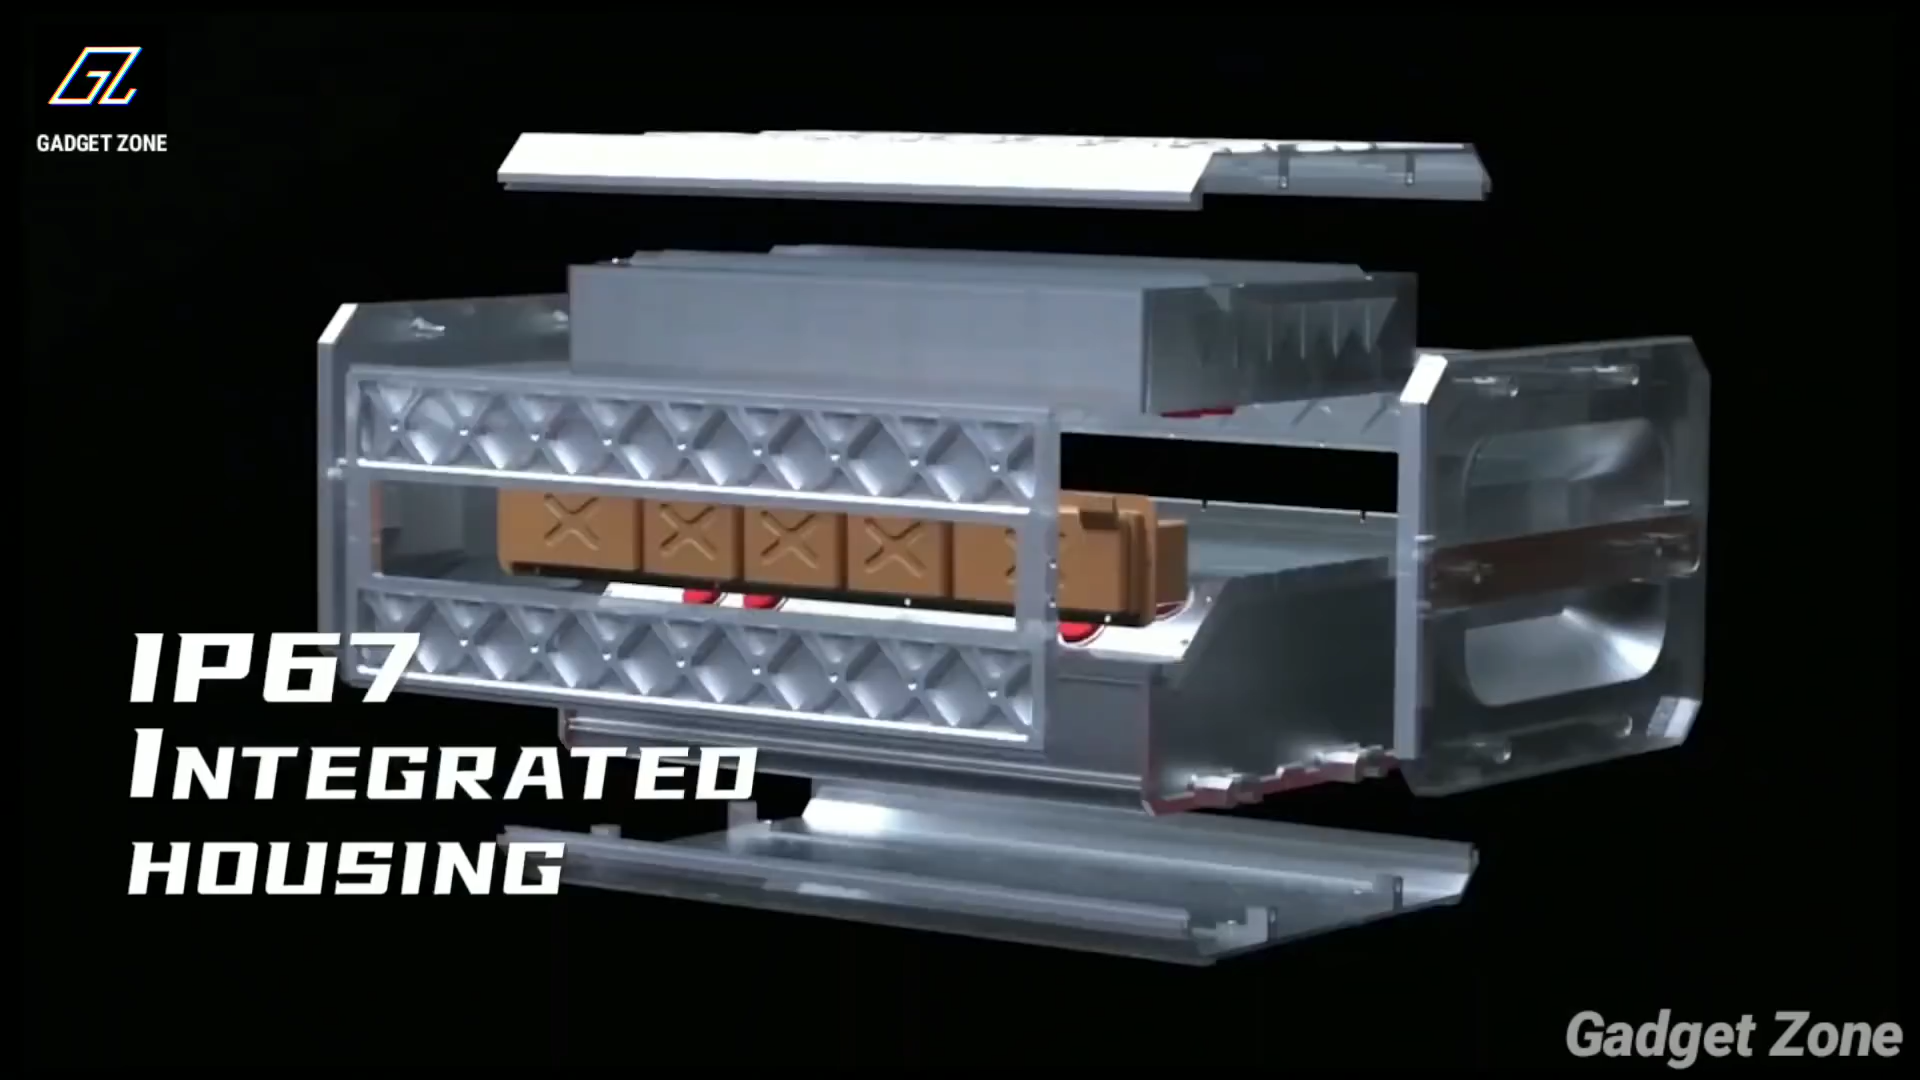 GZ
GADGET ZONE
IP67
INTEGRATED
HOUSING
Gadget Zone